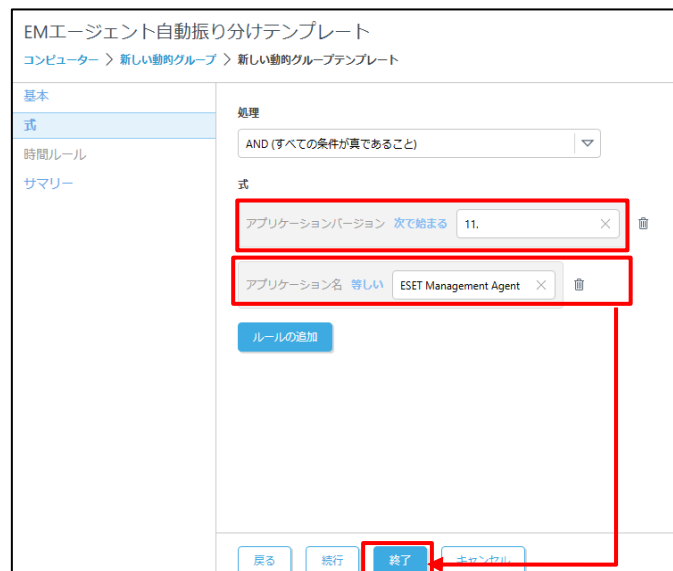 EMエージェント自動振り分けテンプレート
コンピューター > 新しい動的グループ > 新しい動的グループテンプレート
基本
式
時間ルール
サマリー
処理
AND (すべての条件が真であること)
式
アプリケーションバージョン 次で始まる 11.
アプリケーション名 等しい ESET Management Agent
ルールの追加
戻る 続行 終了 キャンセル